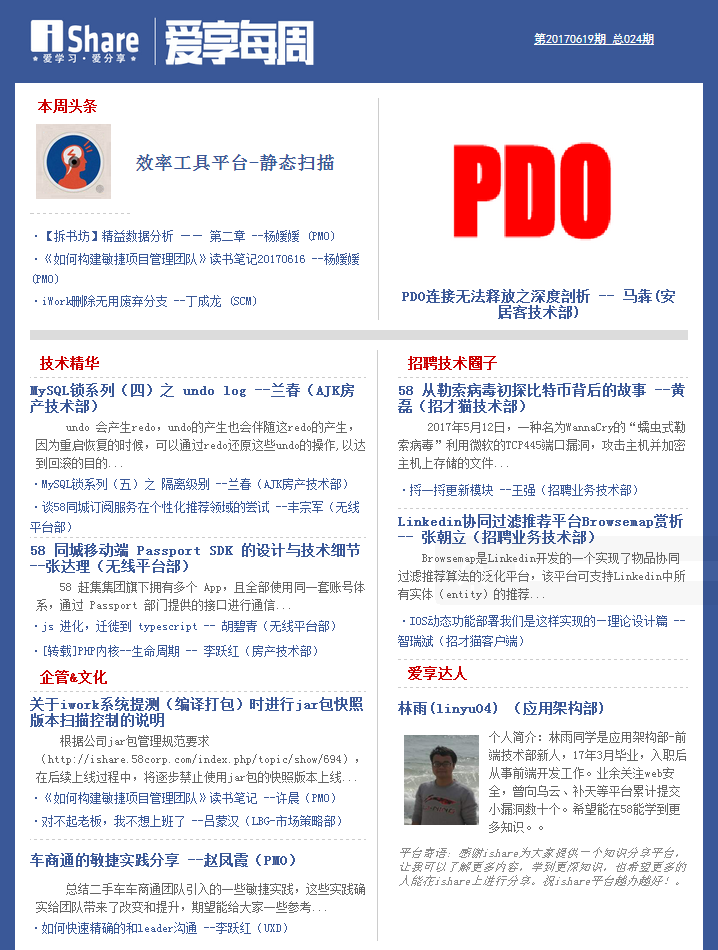 iShare
爱享每周
★爱学习·爱分享★
第20170619期 总024期
本周头条
效率工具平台-静态扫描
·【拆书坊】精益数据分析 —— 第二章 --杨媛媛 (PMO)
·《如何构建敏捷项目管理团队》读书笔记20170616 --杨媛媛
(PMO)
·iWork删除无用废弃分支 --丁成龙 (SCM)
PDO
PDO连接无法释放之深度剖析 -- 马犇(安
居客技术部)
技术精华
MySQL锁系列（四）之 undo log --兰春（AJK房
产技术部）
undo 会产生redo，undo的产生也会伴随这redo的产生，
因为重启恢复的时候，可以通过redo还原这些undo的操作,以达
到回滚的目的...
·MySQL锁系列（五）之 隔离级别 --兰春（AJK房产技术部）
·谈58同城订阅服务在个性化推荐领域的尝试 --丰宗军（无线
平台部）
58 同城移动端 Passport SDK 的设计与技术细节
--张达理（无线平台部）
58 赶集集团旗下拥有多个 App，且全部使用同一套账号体
系，通过 Passport 部门提供的接口进行通信...
·js 进化，迁徙到 typescript -- 胡碧青（无线平台部）
·[转载]PHP内核--生命周期 -- 李跃红（房产技术部）
企管&文化
关于iwork系统提测（编译打包）时进行jar包快照
版本扫描控制的说明
根据公司jar包管理规范要求
（http://ishare.58corp.com/index.php/topic/show/694），
在后续上线过程中，将逐步禁止使用jar包的快照版本上线...
·《如何构建敏捷项目管理团队》读书笔记 --许晨（PMO）
·对不起老板，我不想上班了 --吕蒙汉（LBG-市场策略部）
车商通的敏捷实践分享 --赵凤霞（PMO）
总结二手车车商通团队引入的一些敏捷实践，这些实践确
实给团队带来了改变和提升，期望能给大家一些参考...
·如何快速精确的和leader沟通 --李跃红（UXD）
招聘技术圈子
58 从勒索病毒初探比特币背后的故事 --黄
磊（招才猫技术部）
2017年5月12日，一种名为WannaCry的“蠕虫式勒
索病毒”利用微软的TCP445端口漏洞，攻击主机并加密
主机上存储的文件...
·捋一捋更新模块 --王强（招聘业务技术部）
Linkedin协同过滤推荐平台Browsemap赏析
-- 张朝立（招聘业务技术部）
Browsemap是Linkedin开发的一个实现了物品协同
过滤推荐算法的泛化平台，该平台可支持Linkedin中所
有实体（entity）的推荐...
·IOS动态功能部署我们是这样实现的—理论设计篇 --
智瑞斌（招才猫客户端）
爱享达人
林雨(linyu04) （应用架构部）
个人简介：林雨同学是应用架构部-前
端技术部新人，17年3月毕业，入职后
从事前端开发工作。业余关注web安
全，曾向乌云、补天等平台累计提交
小漏洞数十个。希望能在58能学到更
多知识。。
平台寄语：感谢ishare为大家提供一个知识分享平台，
让我可以了解更多内容，学到更深知识，也希望更多的
人能在ishare上进行分享。祝ishare平台越办越好！。